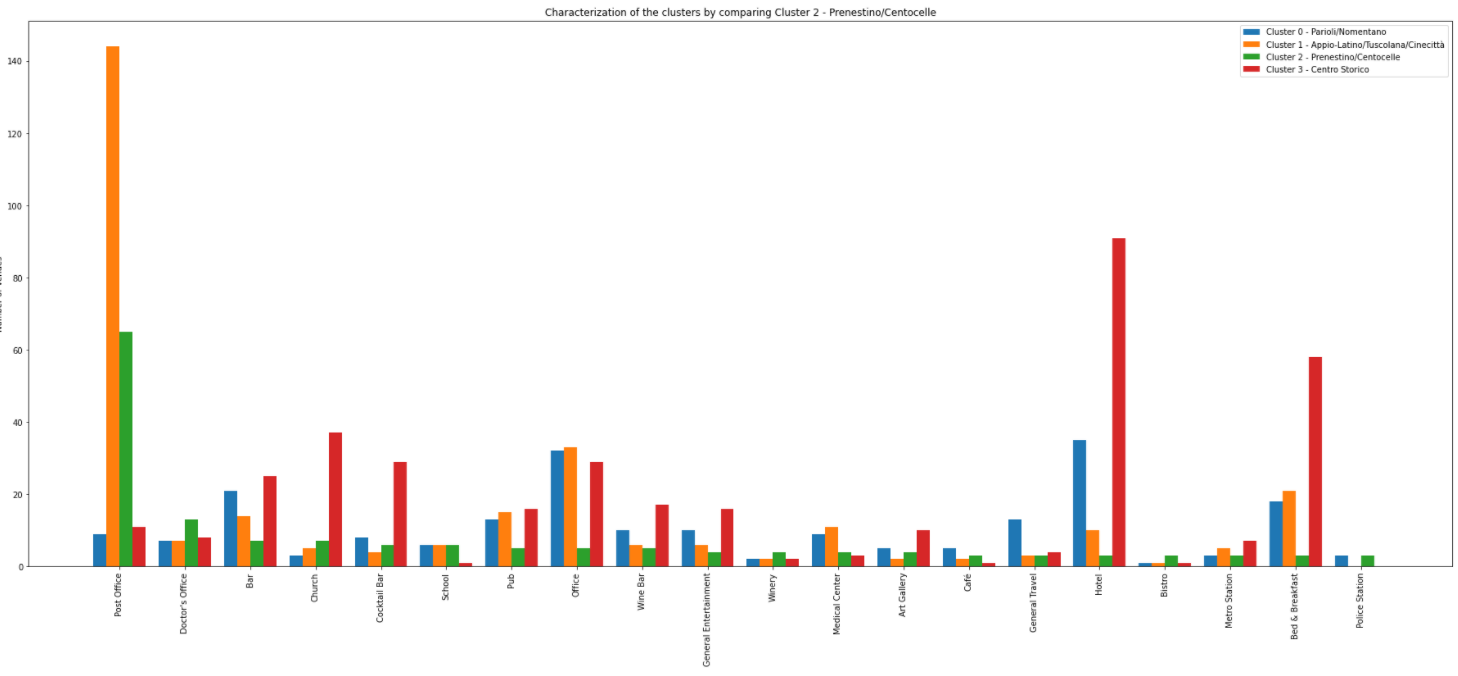 Characterization of the clusters by comparing Cluster 2 - Prenestino/Centocelle
Cluster 0 - Parioli/Nomentano
Cluster 1 - Appio-Latino/Tuscolana/Cinecittà
Cluster 2 - Prenestino/Centocelle
Cluster 3 - Centro Storico
140
120
100
80
60
40
20
0
Post Office
Doctor's Office
Bar
Church
Cocktail Bar
School
Pub
Office
Wine Bar
General Entertainment
Winery
Medical Center
Art Gallery
Café
General Travel
Hotel
Bistro
Metro Station
Bed & Breakfast
Police Station